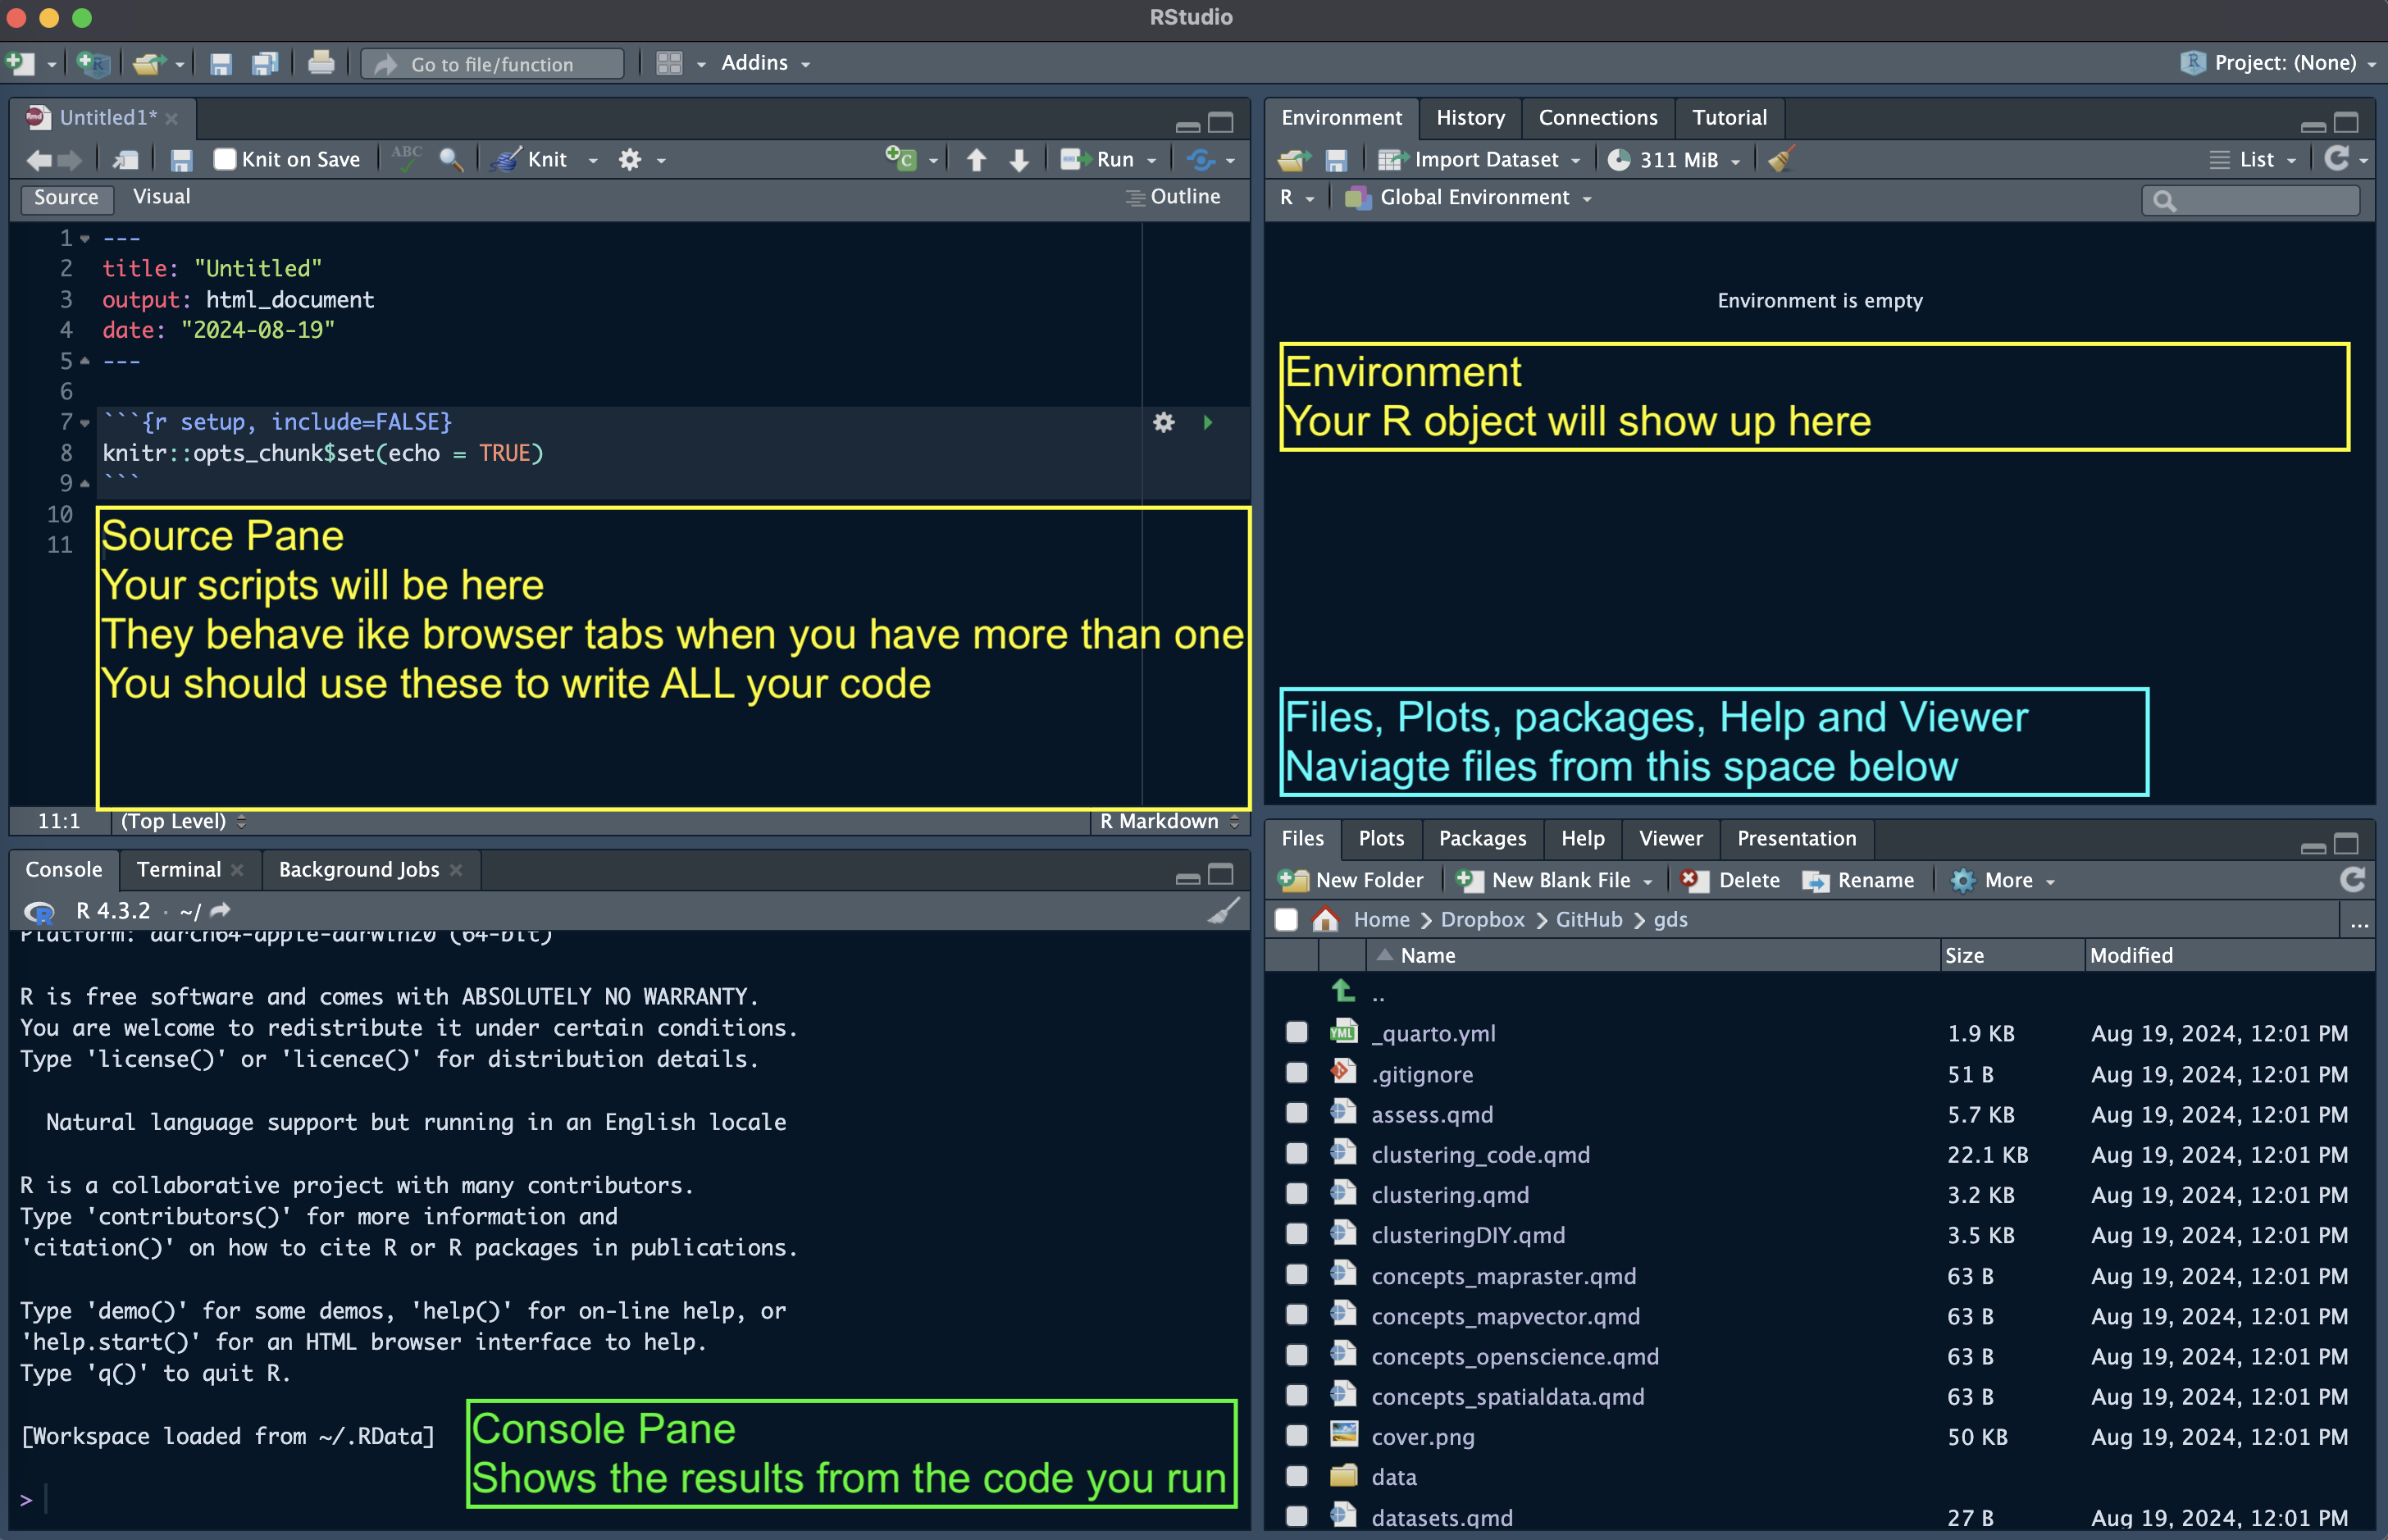 RStudio
Go to file/function
Addins
Project: (None)
Untitled1*
Knit on Save
ABC
Knit
Run
Source
Visual
Outline
1 ---
2 title: "Untitled"
3 output: html_document
4 date: "2024-08-19"
5 ---
6
7 ```{r setup, include=FALSE}
8 knitr::opts_chunk$set(echo = TRUE)
9 ```
10
11
Source Pane
Your scripts will be here
They behave ike browser tabs when you have more than one
You should use these to write ALL your code
11:1
(Top Level)
R Markdown
Console
Terminal
Background Jobs
R 4.3.2 · ~/
Platform: aarch64-apple-darwin20 (64-bit)
R is free software and comes with ABSOLUTELY NO WARRANTY.
You are welcome to redistribute it under certain conditions.
Type 'license()' or 'licence()' for distribution details.
Natural language support but running in an English locale
R is a collaborative project with many contributors.
Type 'contributors()' for more information and
'citation()' on how to cite R or R packages in publications.
Type 'demo()' for some demos, 'help()' for on-line help, or
'help.start()' for an HTML browser interface to help.
Type 'q()' to quit R.
[Workspace loaded from ~/.RData]
>
Console Pane
Shows the results from the code you run
Environment
History
Connections
Tutorial
Import Dataset
311 MiB
List
R
Global Environment
Environment is empty
Environment
Your R object will show up here
Files, Plots, packages, Help and Viewer
Naviagte files from this space below
Files
Plots
Packages
Help
Viewer
Presentation
New Folder
New Blank File
Delete
Rename
More
Home > Dropbox > GitHub > gds
...
Name Size Modified
..
_quarto.yml 1.9 KB Aug 19, 2024, 12:01 PM
.gitignore 51 B Aug 19, 2024, 12:01 PM
assess.qmd 5.7 KB Aug 19, 2024, 12:01 PM
clustering_code.qmd 22.1 KB Aug 19, 2024, 12:01 PM
clustering.qmd 3.2 KB Aug 19, 2024, 12:01 PM
clusteringDIY.qmd 3.5 KB Aug 19, 2024, 12:01 PM
concepts_mapraster.qmd 63 B Aug 19, 2024, 12:01 PM
concepts_mapvector.qmd 63 B Aug 19, 2024, 12:01 PM
concepts_openscience.qmd 63 B Aug 19, 2024, 12:01 PM
concepts_spatialdata.qmd 63 B Aug 19, 2024, 12:01 PM
cover.png 50 KB Aug 19, 2024, 12:01 PM
data
datasets.qmd 27 B Aug 19, 2024, 12:01 PM